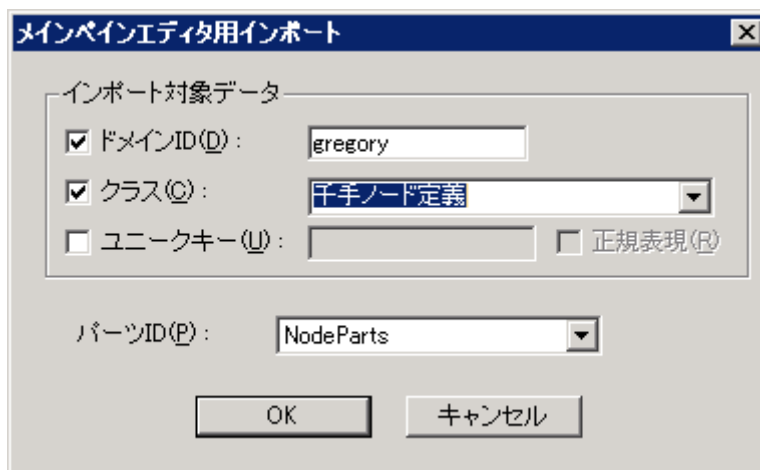 メインペインエディタ用インポート
インポート対象データ
ドメインID(D): gregory
クラス(C): 千手ノード定義
ユニークキー(U): 正規表現(R)
パーツID(P): NodeParts
OK キャンセル